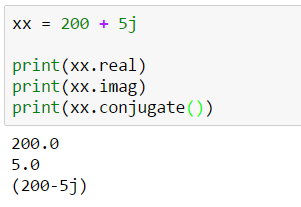 xx = 200 + 5j
print(xx.real)
print(xx.imag)
print(xx.conjugate())
200.0
5.0
(200-5j)